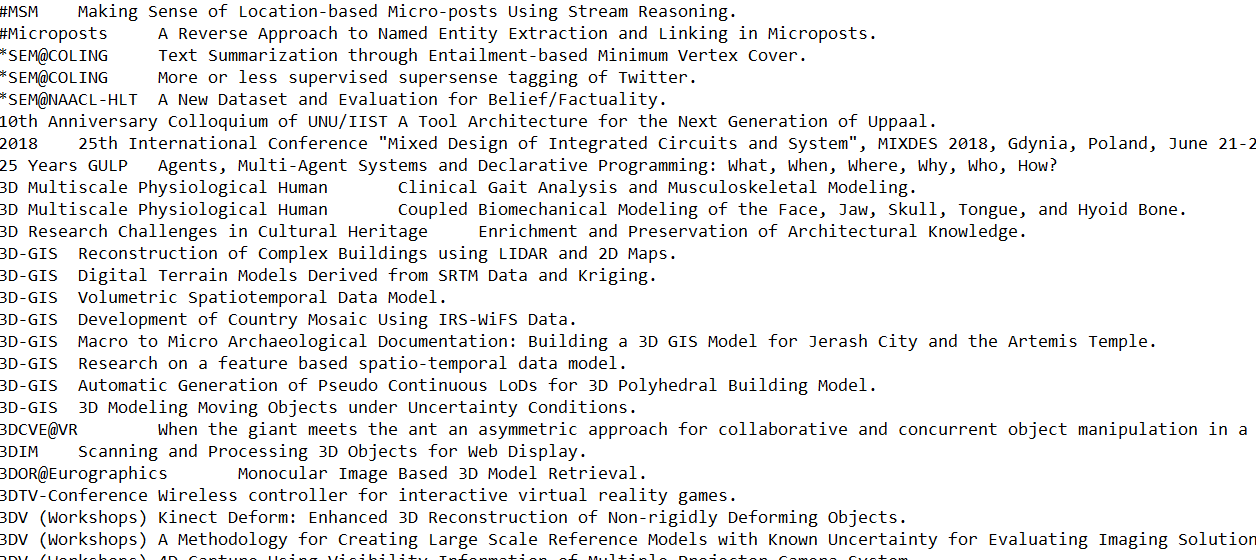 #MSM Making Sense of Location-based Micro-posts Using Stream Reasoning.
#Microposts A Reverse Approach to Named Entity Extraction and Linking in Microposts.
*SEM@COLING Text Summarization through Entailment-based Minimum Vertex Cover.
*SEM@COLING More or less supervised supersense tagging of Twitter.
*SEM@NAACL-HLT A New Dataset and Evaluation for Belief/Factuality.
10th Anniversary Colloquium of UNU/IIST A Tool Architecture for the Next Generation of Uppaal.
2018 25th International Conference "Mixed Design of Integrated Circuits and System", MIXDES 2018, Gdynia, Poland, June 21-2
25 Years GULP Agents, Multi-Agent Systems and Declarative Programming: What, When, Where, Why, Who, How?
3D Multiscale Physiological Human Clinical Gait Analysis and Musculoskeletal Modeling.
3D Multiscale Physiological Human Coupled Biomechanical Modeling of the Face, Jaw, Skull, Tongue, and Hyoid Bone.
3D Research Challenges in Cultural Heritage Enrichment and Preservation of Architectural Knowledge.
3D-GIS Reconstruction of Complex Buildings using LIDAR and 2D Maps.
3D-GIS Digital Terrain Models Derived from SRTM Data and Kriging.
3D-GIS Volumetric Spatiotemporal Data Model.
3D-GIS Development of Country Mosaic Using IRS-WiFS Data.
3D-GIS Macro to Micro Archaeological Documentation: Building a 3D GIS Model for Jerash City and the Artemis Temple.
3D-GIS Research on a feature based spatio-temporal data model.
3D-GIS Automatic Generation of Pseudo Continuous LoDs for 3D Polyhedral Building Model.
3D-GIS 3D Modeling Moving Objects under Uncertainty Conditions.
3DCVE@VR When the giant meets the ant an asymmetric approach for collaborative and concurrent object manipulation in a
3DIM Scanning and Processing 3D Objects for Web Display.
3DOR@Eurographics Monocular Image Based 3D Model Retrieval.
3DTV-Conference Wireless controller for interactive virtual reality games.
3DV (Workshops) Kinect Deform: Enhanced 3D Reconstruction of Non-rigidly Deforming Objects.
3DV (Workshops) A Methodology for Creating Large Scale Reference Models with Known Uncertainty for Evaluating Imaging Solution
3DV (Workshops) 4D Capture Using Visibility Information of Multiple Projector Camera System.